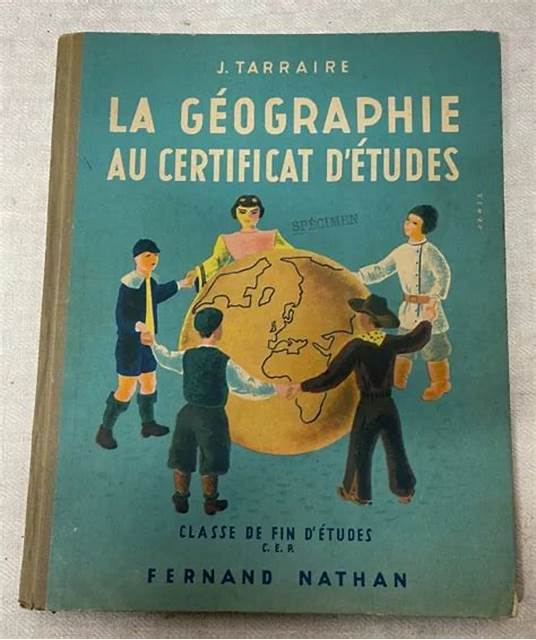 J. TARRAIRE
LA GÉOGRAPHIE
AU CERTIFICAT D'ÉTUDES
SPÉCIMEN
CLASSE DE FIN D'ÉTUDES
C. E. P.
FERNAND NATHAN